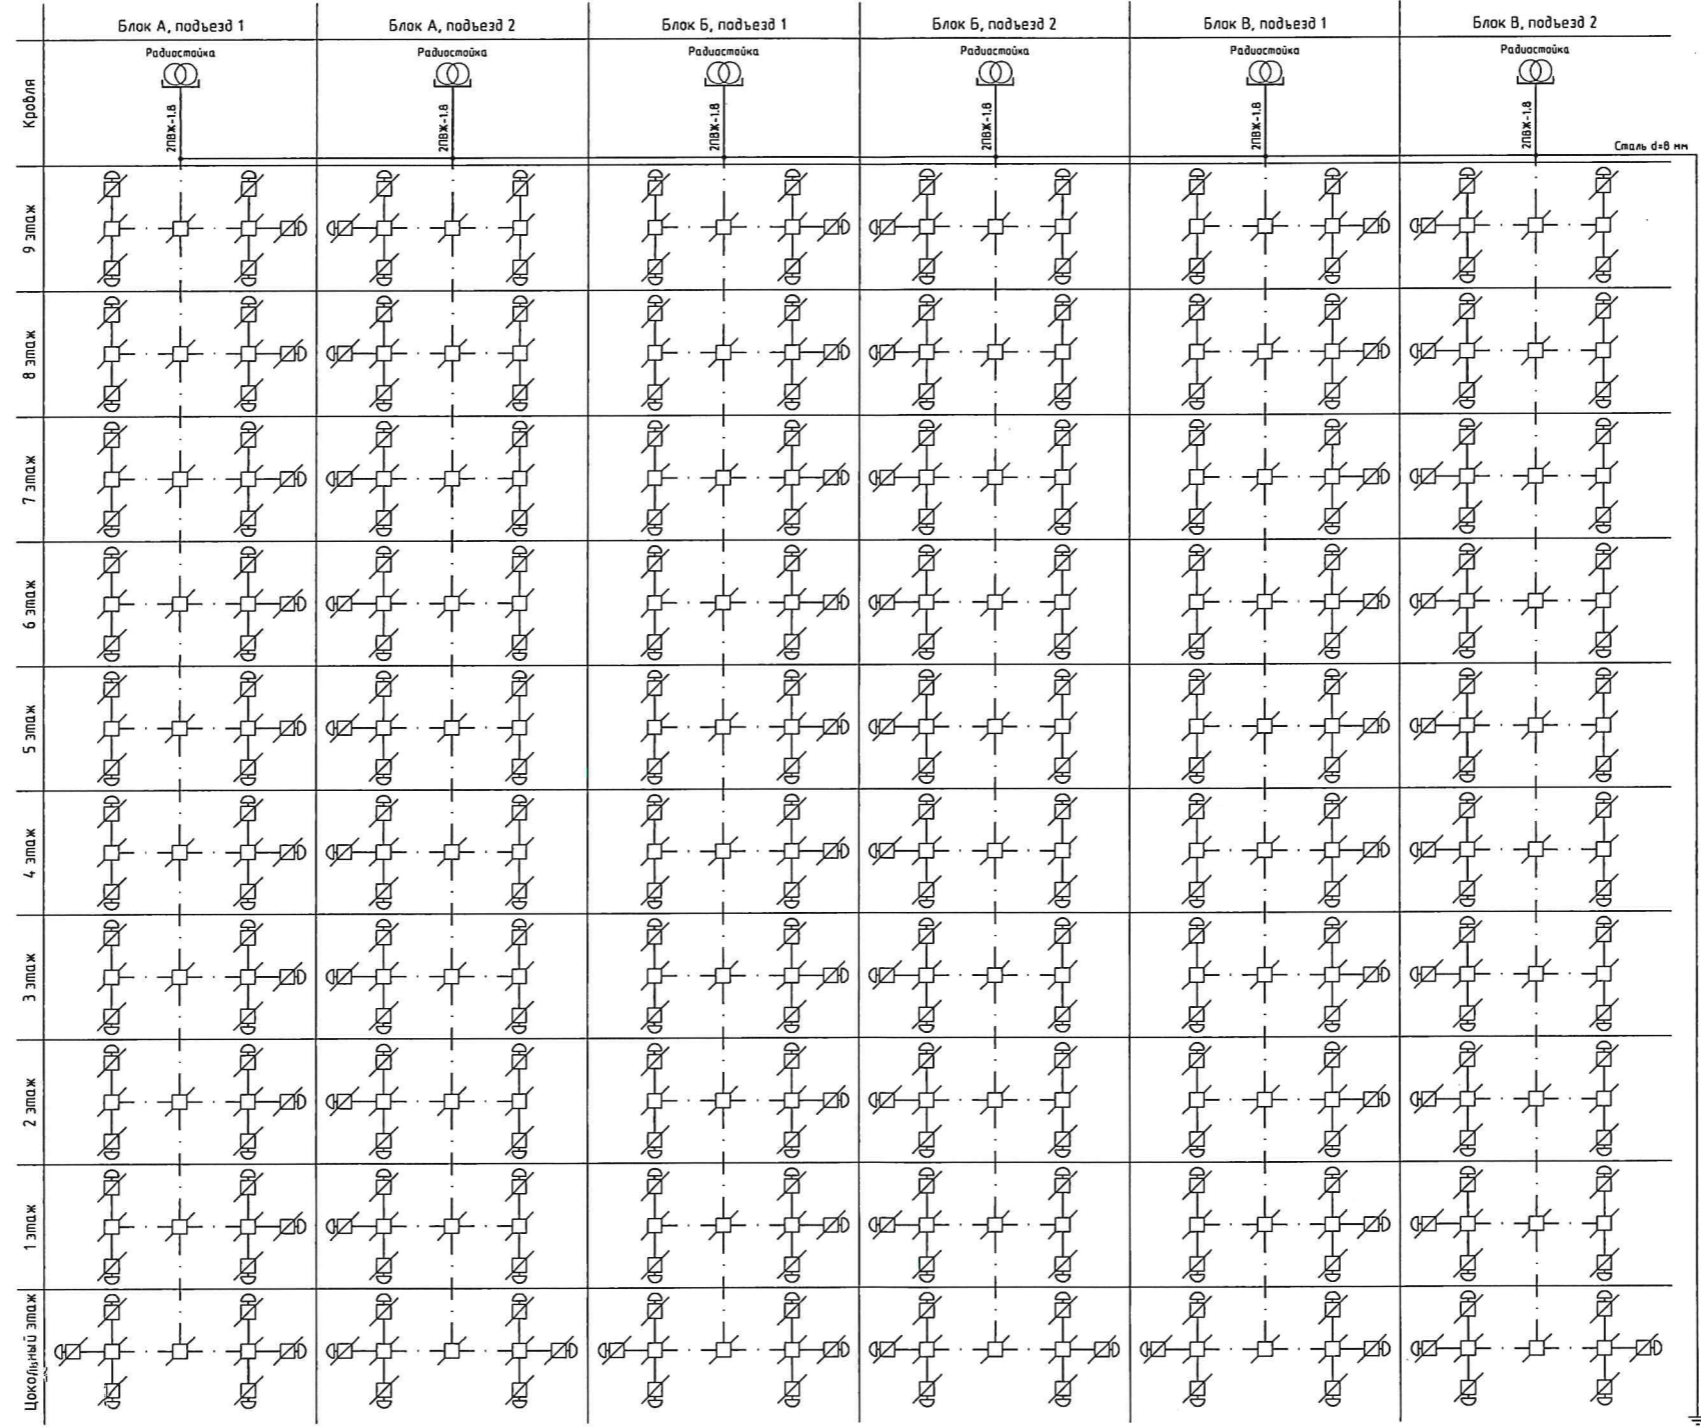 Блок А, подъезд 1
Блок А, подъезд 2
Блок Б, подъезд 1
Блок Б, подъезд 2
Блок В, подъезд 1
Блок В, подъезд 2
Кровля
Радиостойка
Радиостойка
Радиостойка
Радиостойка
Радиостойка
Радиостойка
2ПВЖ-1.8
2ПВЖ-1.8
2ПВЖ-1.8
2ПВЖ-1.8
2ПВЖ-1.8
2ПВЖ-1.8
Сталь d=8 мм
9 этаж
8 этаж
7 этаж
6 этаж
5 этаж
4 этаж
3 этаж
2 этаж
1 этаж
Цокольный этаж